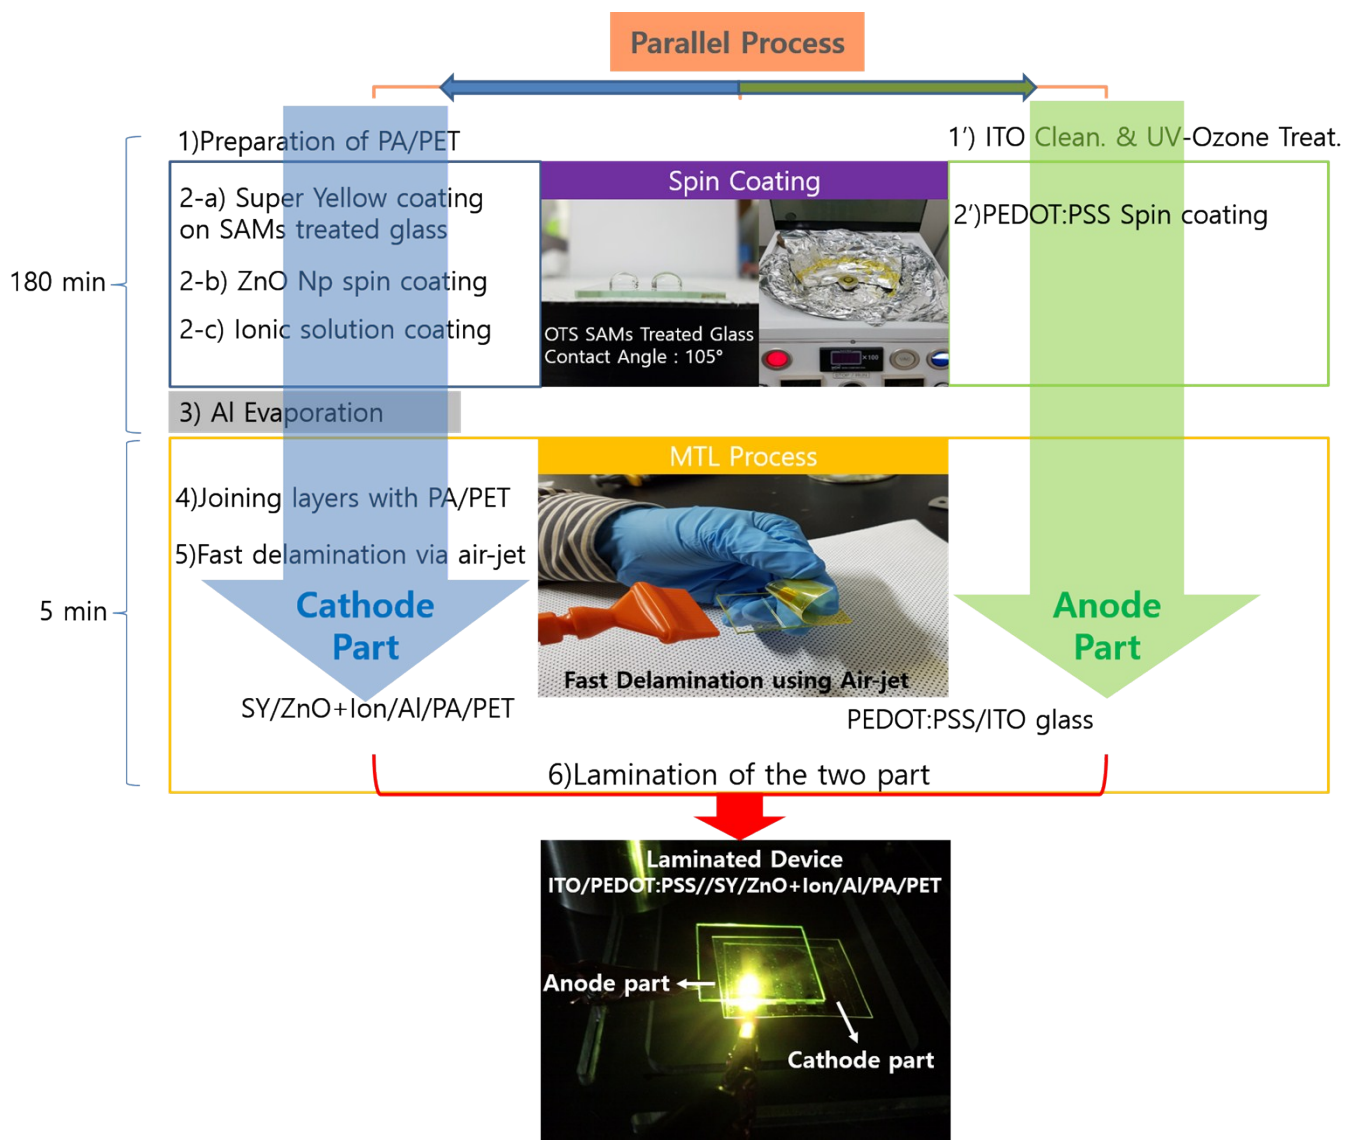 Parallel Process
1)Preparation of PA/PET
1′) ITO Clean. & UV-Ozone Treat.
180 min
2-a) Super Yellow coating
on SAMs treated glass
2-b) ZnO Np spin coating
2-c) Ionic solution coating
Spin Coating
OTS SAMs Treated Glass
Contact Angle : 105°
×100
2′)PEDOT:PSS Spin coating
3) Al Evaporation
5 min
MTL Process
4)Joining layers with PA/PET
5)Fast delamination via air-jet
Cathode
Part
Fast Delamination using Air-jet
Anode
Part
SY/ZnO+Ion/Al/PA/PET
PEDOT:PSS/ITO glass
6)Lamination of the two part
Laminated Device
ITO/PEDOT:PSS//SY/ZnO+Ion/Al/PA/PET
Anode part
Cathode part